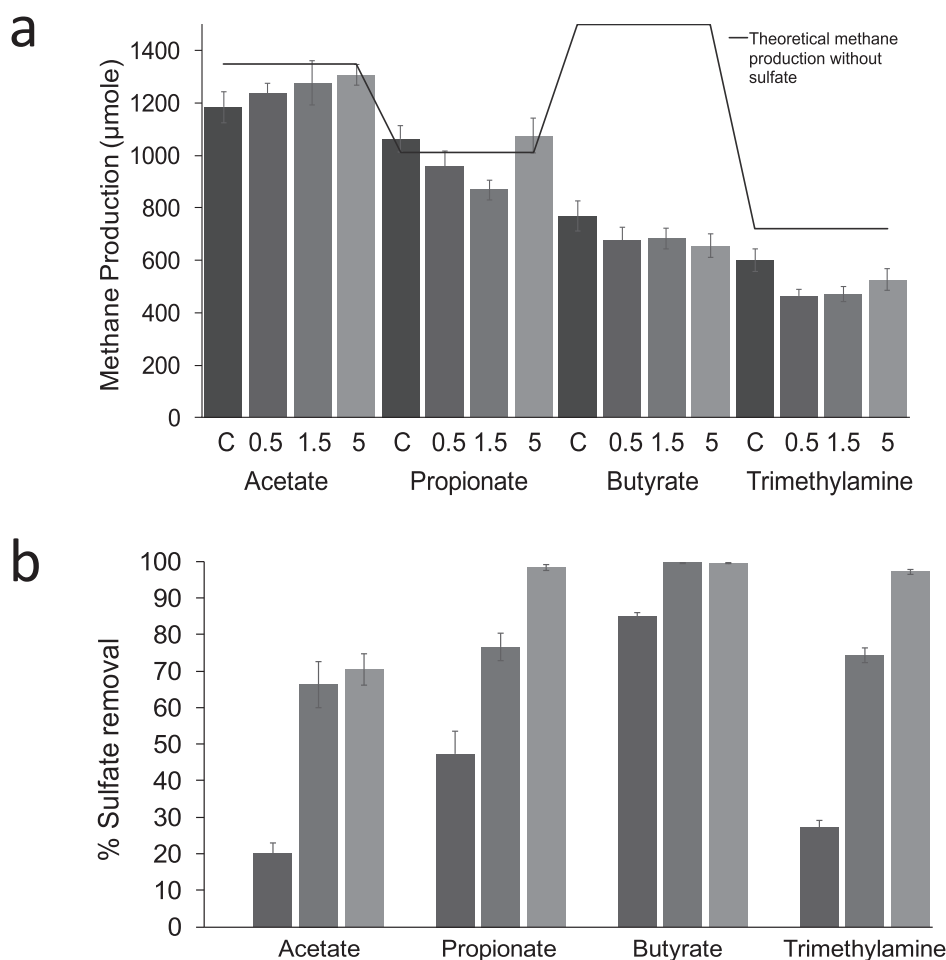 a
Theoretical methane
production without
sulfate
Methane Production (µmole)
1400
1200
1000
800
600
400
200
0
C 0.5 1.5 5 C 0.5 1.5 5 C 0.5 1.5 5 C 0.5 1.5 5
Acetate Propionate Butyrate Trimethylamine
b
% Sulfate removal
100
90
80
70
60
50
40
30
20
10
0
Acetate Propionate Butyrate Trimethylamine